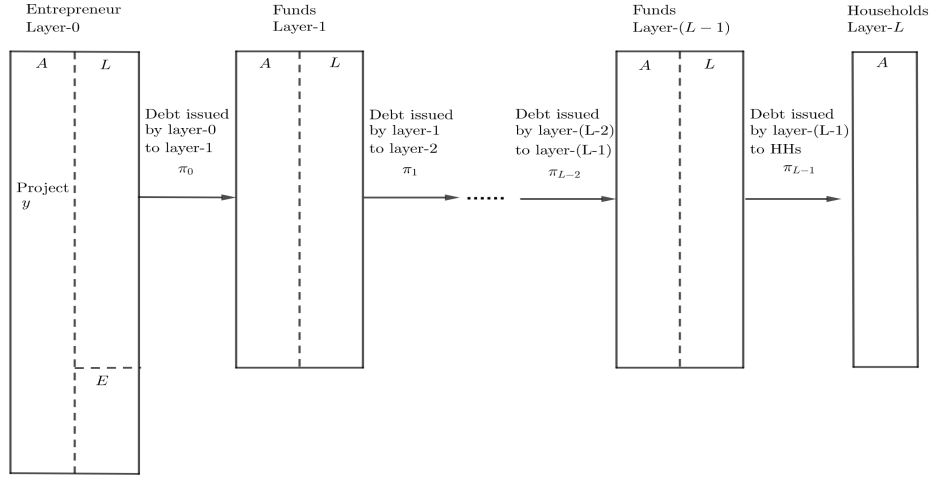 Entrepreneur
Layer-0
Funds
Layer-1
Funds
Layer-(L − 1)
Households
Layer-L
A
L
A
L
A
L
A
Debt issued
by layer-0
to layer-1
π₀
Debt issued
by layer-1
to layer-2
π₁
Debt issued
by layer-(L-2)
to layer-(L-1)
π_{L−2}
Debt issued
by layer-(L-1)
to HHs
π_{L−1}
Project
y
......
E